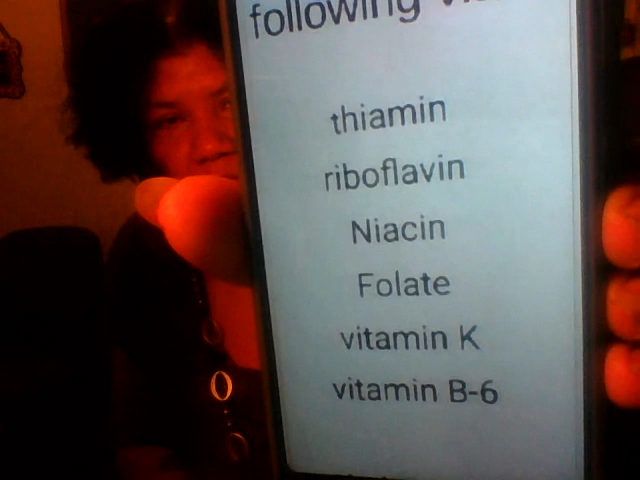 following
thiamin
riboflavin
Niacin
Folate
vitamin K
vitamin B-6